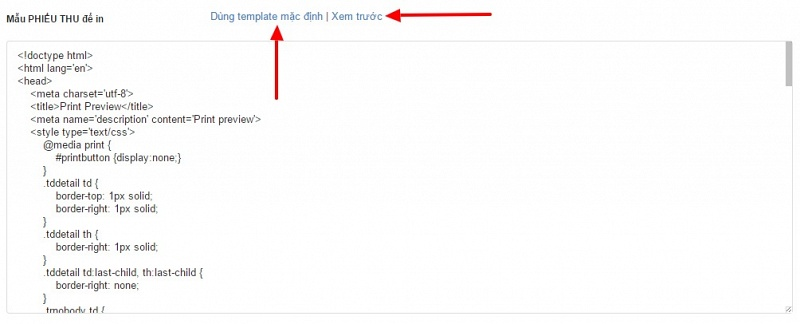 Mẫu PHIẾU THU để in Dùng template mặc định | Xem trước
<!doctype html>
<html lang='en'>
<head>
<meta charset='utf-8'>
<title>Print Preview</title>
<meta name='description' content='Print preview'>
<style type='text/css'>
@media print {
#printbutton {display:none;}
}
.tddetail td {
border-top: 1px solid;
border-right: 1px solid;
}
.tddetail th {
border-right: 1px solid;
}
.tddetail td:last-child, th:last-child {
border-right: none;
}
.trnobody td {